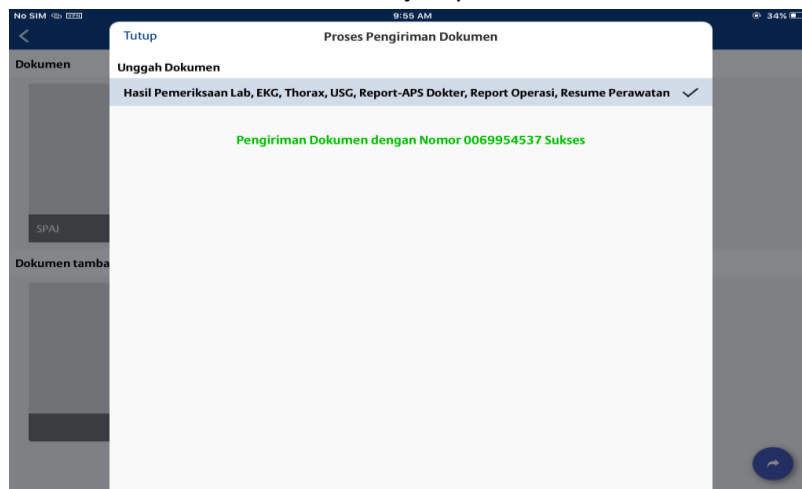 No SIM VPN 9:55 AM 34%
Tutup Proses Pengiriman Dokumen
Dokumen
Unggah Dokumen
Hasil Pemeriksaan Lab, EKG, Thorax, USG, Report-APS Dokter, Report Operasi, Resume Perawatan
Pengiriman Dokumen dengan Nomor 0069954537 Sukses
SPAJ
Dokumen tamba